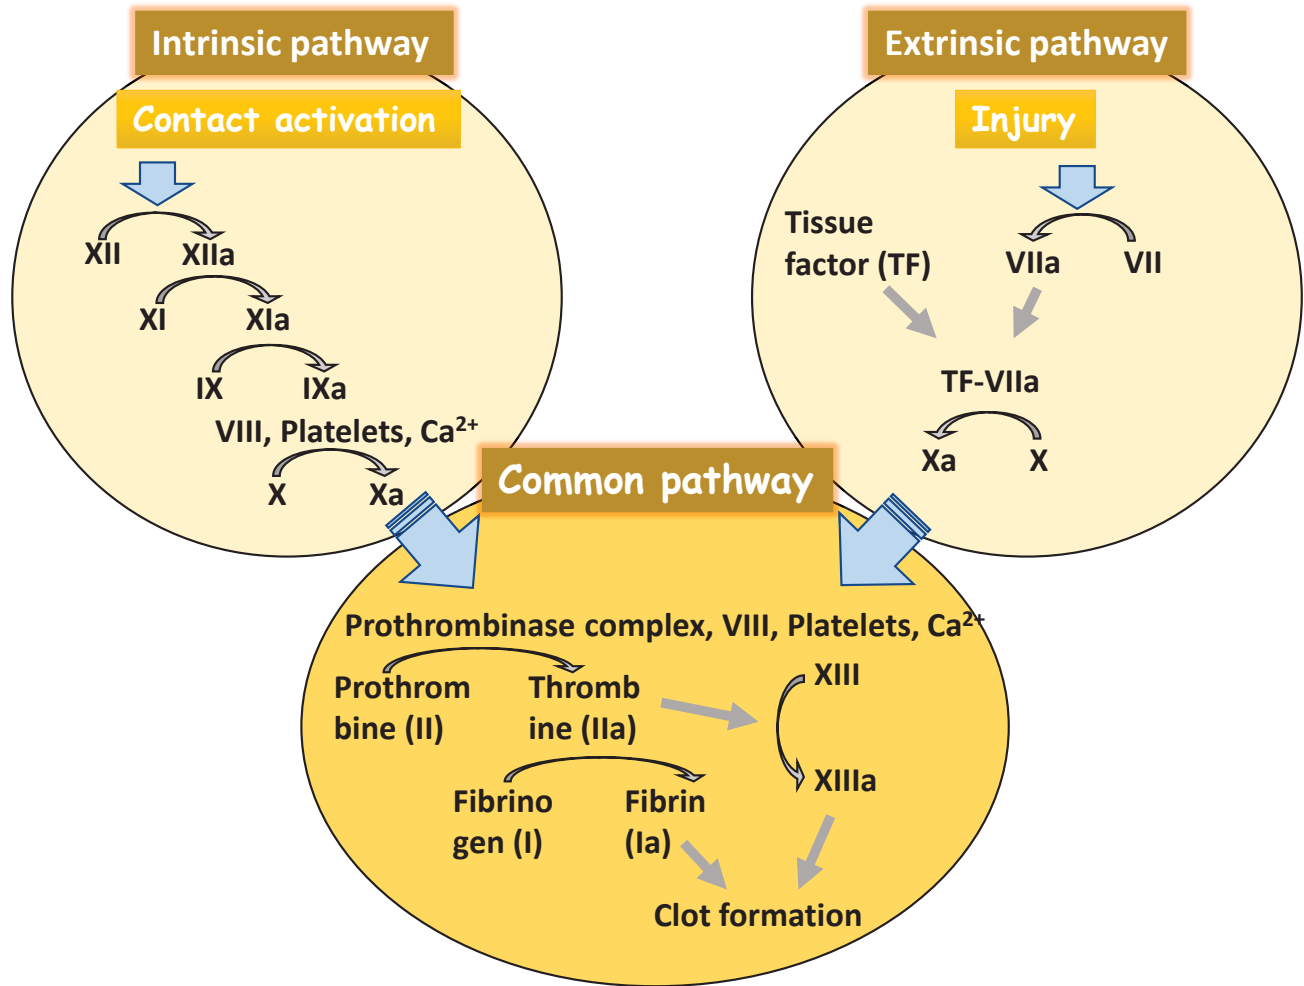 Intrinsic pathway
Contact activation
XII
XIIa
XI
XIa
IX
IXa
VIII, Platelets, Ca²⁺
X
Xa
Extrinsic pathway
Injury
Tissue
factor (TF)
VIIa
VII
TF-VIIa
Xa
X
Common pathway
Prothrombinase complex, VIII, Platelets, Ca²⁺
Prothrom
bine (II)
Thromb
ine (IIa)
XIII
XIIIa
Fibrino
gen (I)
Fibrin
(Ia)
Clot formation